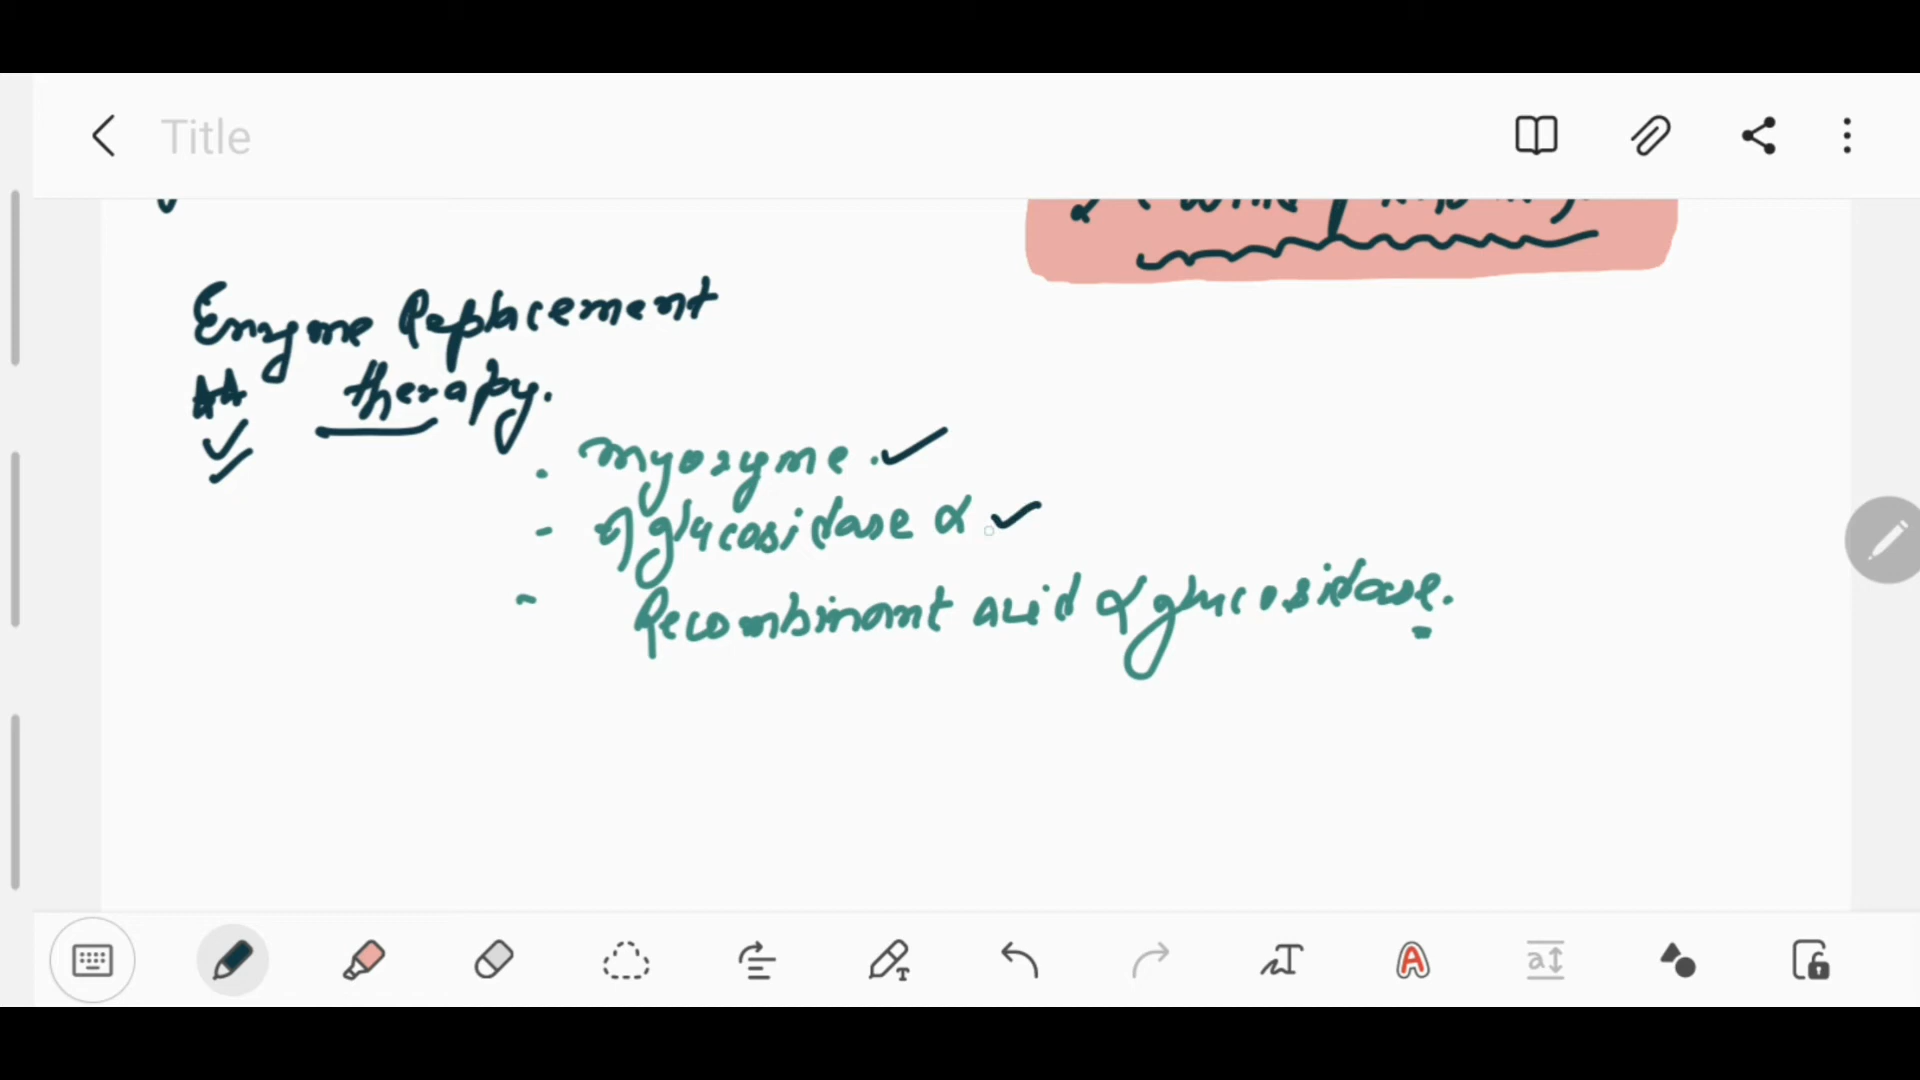 Title
Enzyme Replacement
therapy.
- Myozyme.
- glucosidase α
- Recombinant acid α glucosidase.